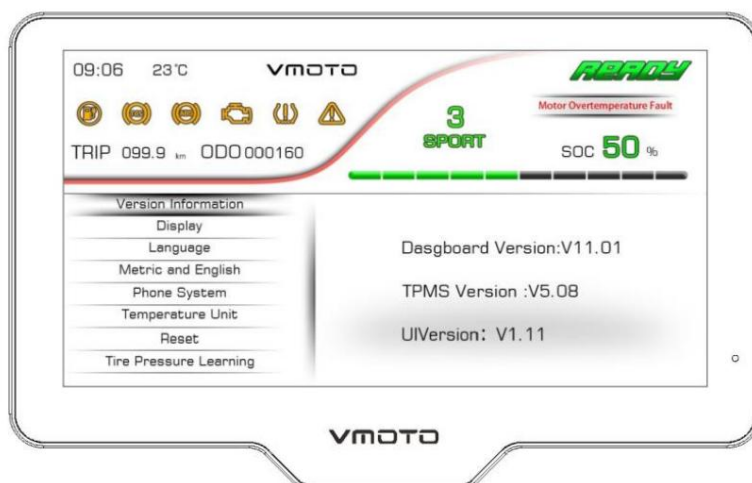 09:06 23°C VMOTO READY
Motor Overtemperature Fault
3
SPORT
TRIP 099.9 km ODO 000160
SOC 50 %
Version Information
Display
Language
Metric and English
Phone System
Temperature Unit
Reset
Tire Pressure Learning
Dasgboard Version:V11.01
TPMS Version :V5.08
UIVersion: V1.11
VMOTO